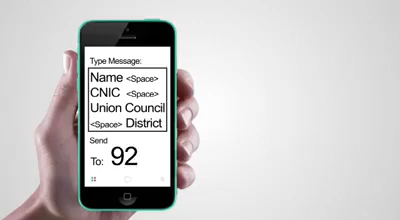 Type Message:
Name <Space>
CNIC <Space>
Union Council
<Space> District
Send
To: 92